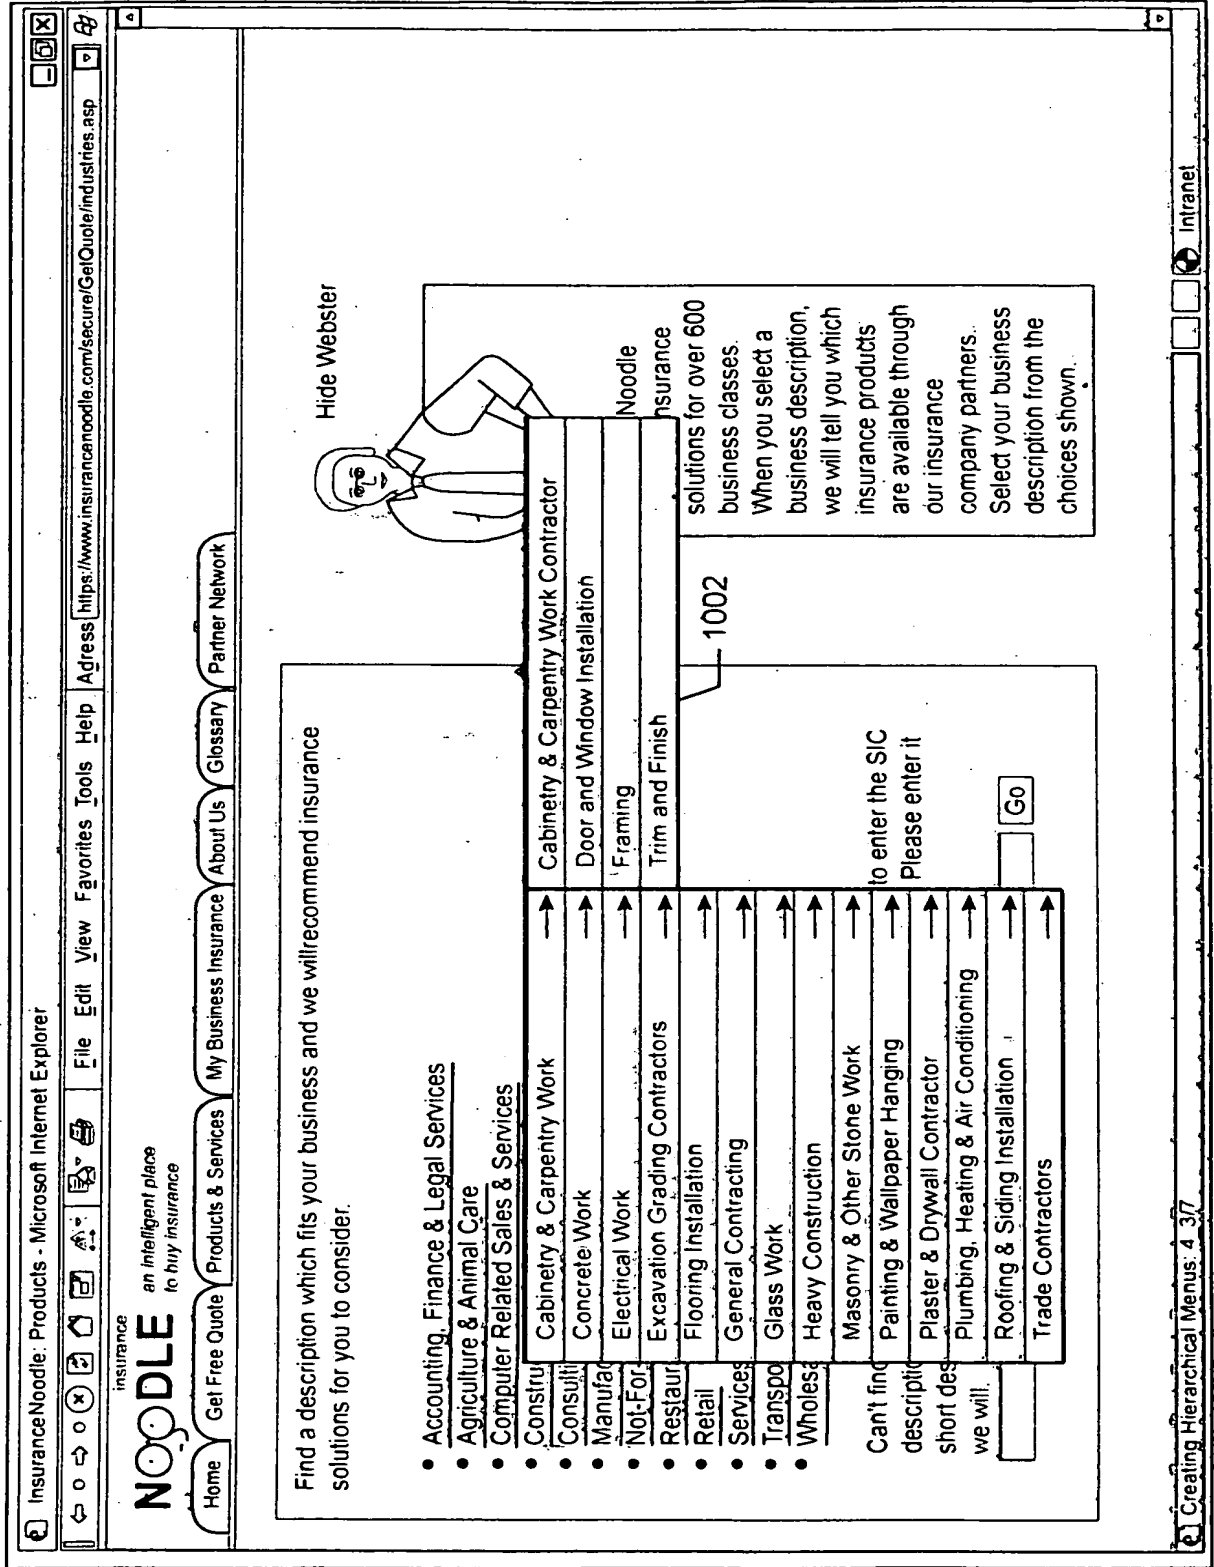 InsuranceNoodle: Products - Microsoft Internet Explorer
File Edit View Favorites Tools Help Adress https://www.insurancenoodle.com/secure/GetQuote/industries.asp
insurance
NOODLE
an intelligent place
to buy insurance
Home Get Free Quote Products & Services My Business Insurance About Us Glossary Partner Network
Find a description which fits your business and we willrecommend insurance
solutions for you to consider.
Hide Webster
Accounting, Finance & Legal Services
Agriculture & Animal Care
Computer Related Sales & Services
Constru
Consulti
Manufac
Not-For
Restaur
Retail
Services
Transpo
Wholesa
Cabinetry & Carpentry Work
Concrete Work
Electrical Work
Excavation Grading Contractors
Flooring Installation
General Contracting
Glass Work
Heavy Construction
Masonry & Other Stone Work
Painting & Wallpaper Hanging
Plaster & Drywall Contractor
Plumbing, Heating & Air Conditioning
Roofing & Siding Installation
Trade Contractors
Cabinetry & Carpentry Work Contractor
Door and Window Installation
Framing
Trim and Finish
1002
Noodle
nsurance
solutions for over 600
business classes.
When you select a
business description,
we will tell you which
insurance products
are available through
our insurance
company partners.
Select your business
description from the
choices shown.
Can't find
descriptio
short des
we will.
to enter the SIC
Please enter it
Go
Creating Hierarchical Menus: 4 3/7
Intranet